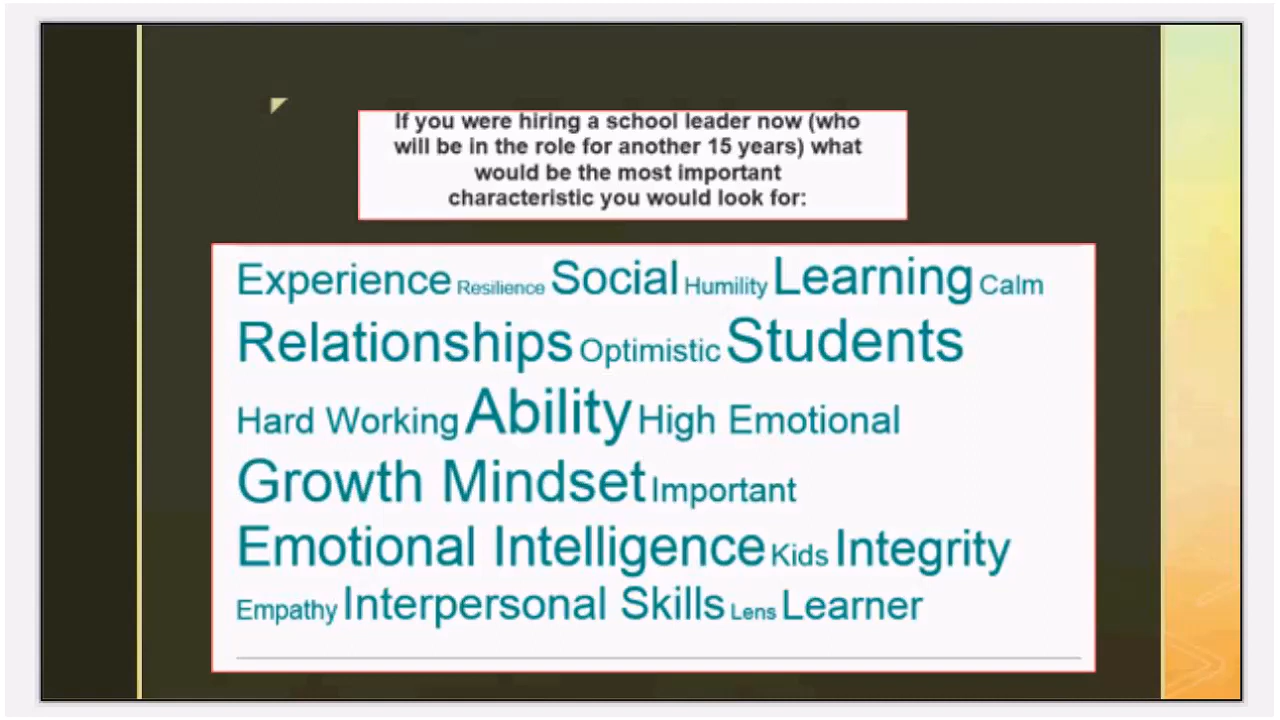 If you were hiring a school leader now (who
will be in the role for another 15 years) what
would be the most important
characteristic you would look for:
Experience Resilience Social Humility Learning Calm
Relationships Optimistic Students
Hard Working Ability High Emotional
Growth Mindset Important
Emotional Intelligence Kids Integrity
Empathy Interpersonal Skills Lens Learner